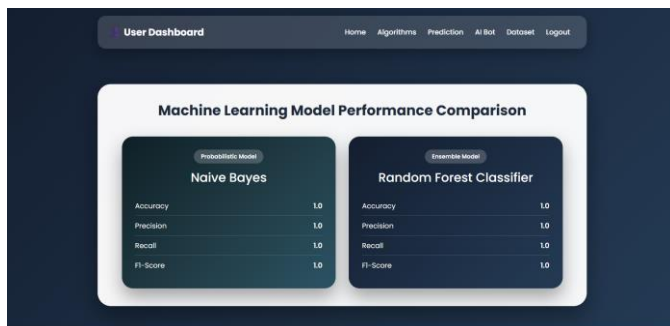 User Dashboard
Home Algorithms Prediction AI Bot Dataset Logout
Machine Learning Model Performance Comparison
Probabilistic Model
Naive Bayes
Accuracy 1.0
Precision 1.0
Recall 1.0
F1-Score 1.0
Ensemble Model
Random Forest Classifier
Accuracy 1.0
Precision 1.0
Recall 1.0
F1-Score 1.0